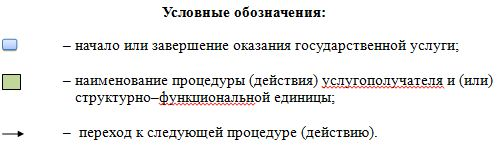 Условные обозначения:
– начало или завершение оказания государственной услуги;
– наименование процедуры (действия) услугополучателя и (или)
структурно–функциональной единицы;
– переход к следующей процедуре (действию).